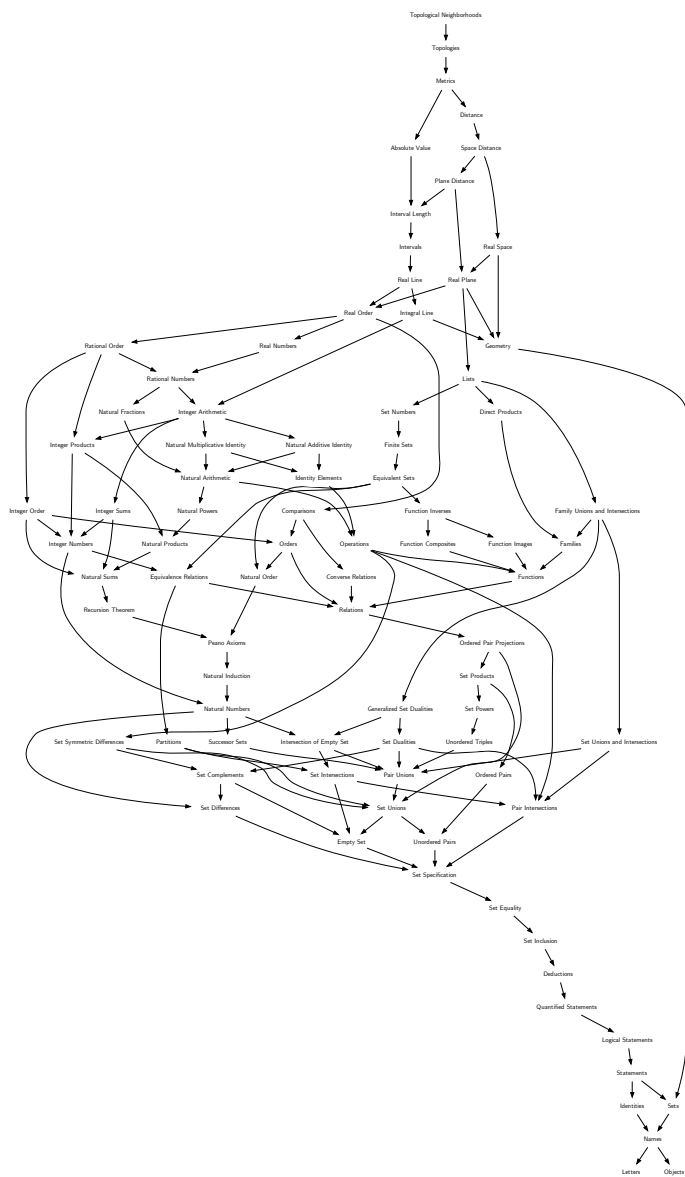 Topological Neighborhoods
Topologies
Metrics
Distance
Absolute Value
Space Distance
Plane Distance
Interval Length
Intervals
Real Space
Real Line
Real Plane
Real Order
Integral Line
Rational Order
Real Numbers
Geometry
Rational Numbers
Lists
Natural Fractions
Integer Arithmetic
Set Numbers
Direct Products
Integer Products
Natural Multiplicative Identity
Natural Additive Identity
Finite Sets
Natural Arithmetic
Identity Elements
Equivalent Sets
Integer Order
Integer Sums
Natural Powers
Comparisons
Function Inverses
Family Unions and Intersections
Integer Numbers
Natural Products
Orders
Operations
Function Composites
Function Images
Families
Natural Sums
Equivalence Relations
Natural Order
Converse Relations
Functions
Recursion Theorem
Relations
Peano Axioms
Ordered Pair Projections
Natural Induction
Set Products
Natural Numbers
Generalized Set Dualities
Set Powers
Set Symmetric Differences
Partitions
Successor Sets
Intersection of Empty Set
Set Dualities
Unordered Triples
Set Unions and Intersections
Set Complements
Set Intersections
Pair Unions
Ordered Pairs
Set Differences
Set Unions
Pair Intersections
Empty Set
Unordered Pairs
Set Specification
Set Equality
Set Inclusion
Deductions
Quantified Statements
Logical Statements
Statements
Identities
Sets
Names
Letters
Objects